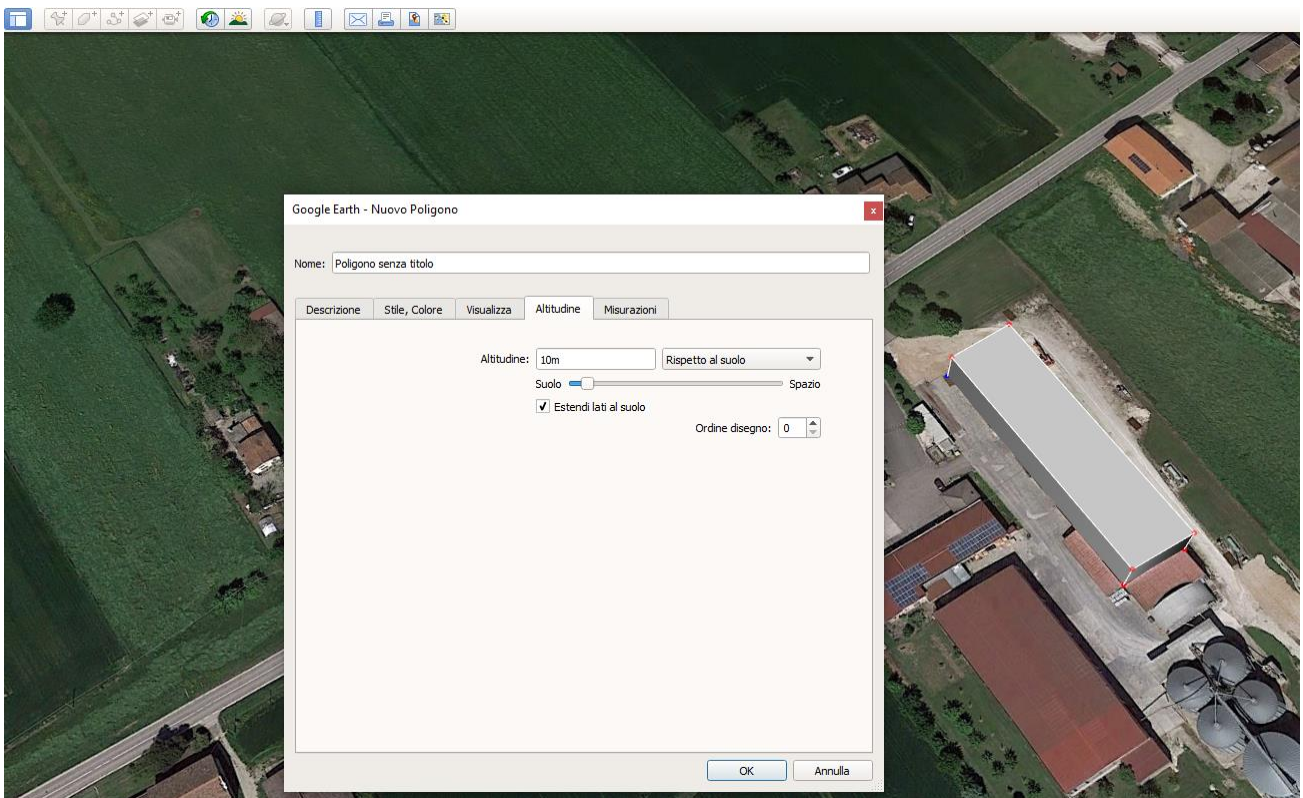 Google Earth - Nuovo Poligono
x
Nome: Poligono senza titolo
Descrizione Stile, Colore Visualizza Altitudine Misurazioni
Altitudine: 10m Rispetto al suolo
Suolo Spazio
Estendi lati al suolo
Ordine disegno: 0
OK Annulla